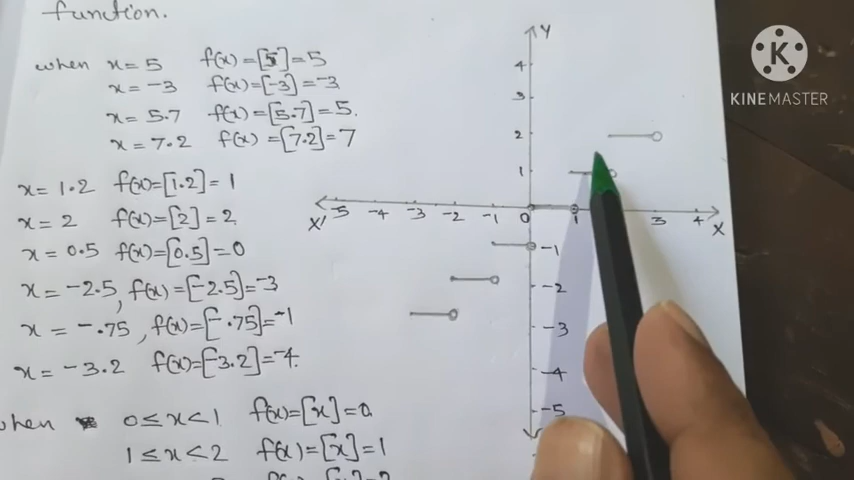 function.
when x = 5 f(x) = [5] = 5
x = -3 f(x) = [-3] = -3
x = 5.7 f(x) = [5.7] = 5.
x = 7.2 f(x) = [7.2] = 7
x = 1.2 f(x) = [1.2] = 1
x = 2 f(x) = [2] = 2.
x = 0.5 f(x) = [0.5] = 0
x = -2.5, f(x) = [-2.5] = -3
x = -.75, f(x) = [-.75] = -1
x = -3.2 f(x) = [-3.2] = -4.
when 0 ≤ x < 1 f(x) = [x] = 0.
1 ≤ x < 2 f(x) = [x] = 1
Y
4
3
2
1
X' -5 -4 -3 -2 -1 0 1 3 4 X
-1
-2
-3
-4
-5
KINEMASTER